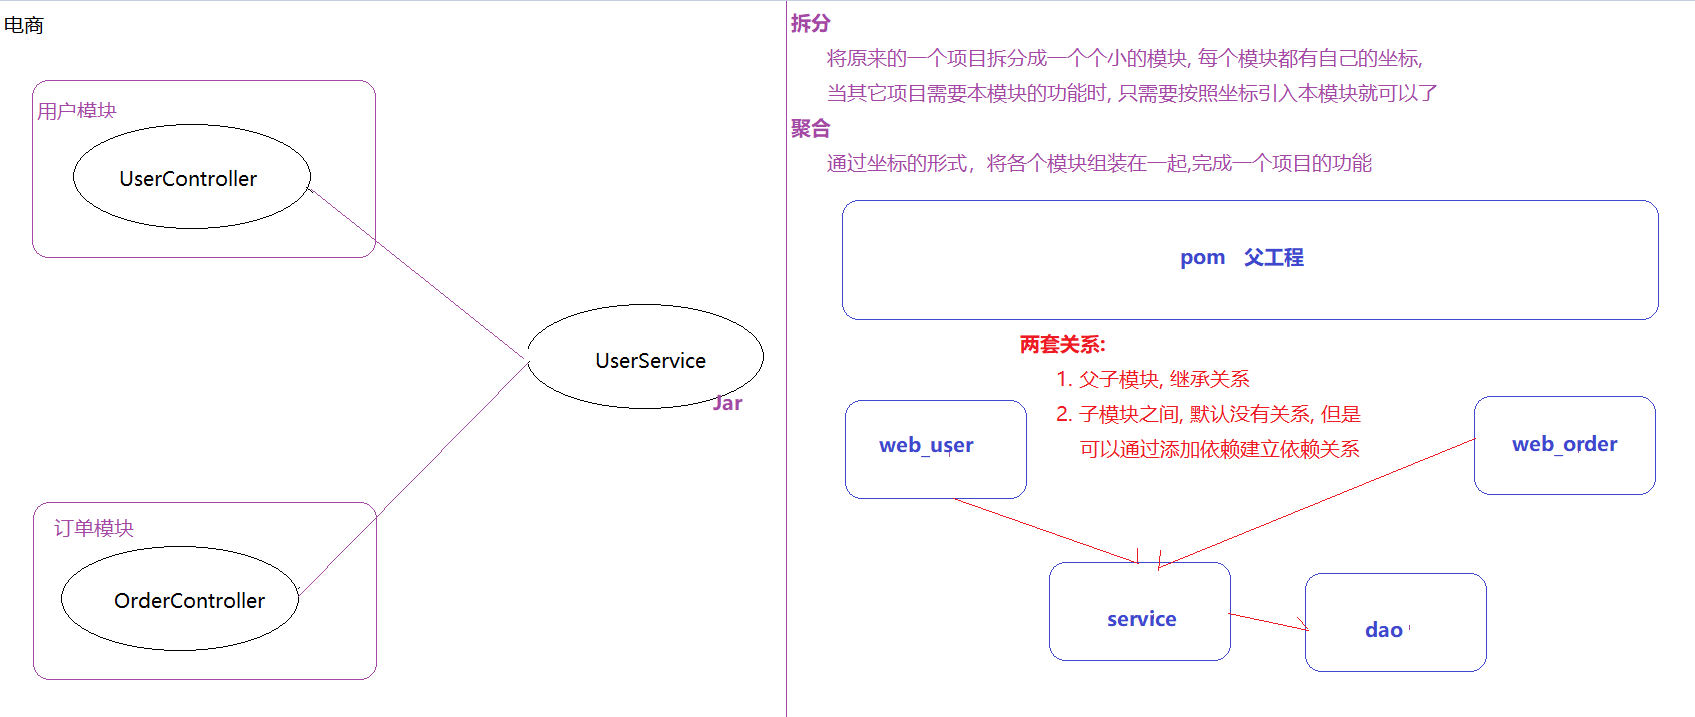 电商
用户模块
UserController
UserService
Jar
订单模块
OrderController
拆分
将原来的一个项目拆分成一个个小的模块, 每个模块都有自己的坐标,
当其它项目需要本模块的功能时, 只需要按照坐标引入本模块就可以了
聚合
通过坐标的形式，将各个模块组装在一起,完成一个项目的功能
pom 父工程
两套关系:
1. 父子模块, 继承关系
2. 子模块之间, 默认没有关系, 但是
可以通过添加依赖建立依赖关系
web_user
web_order
service
dao